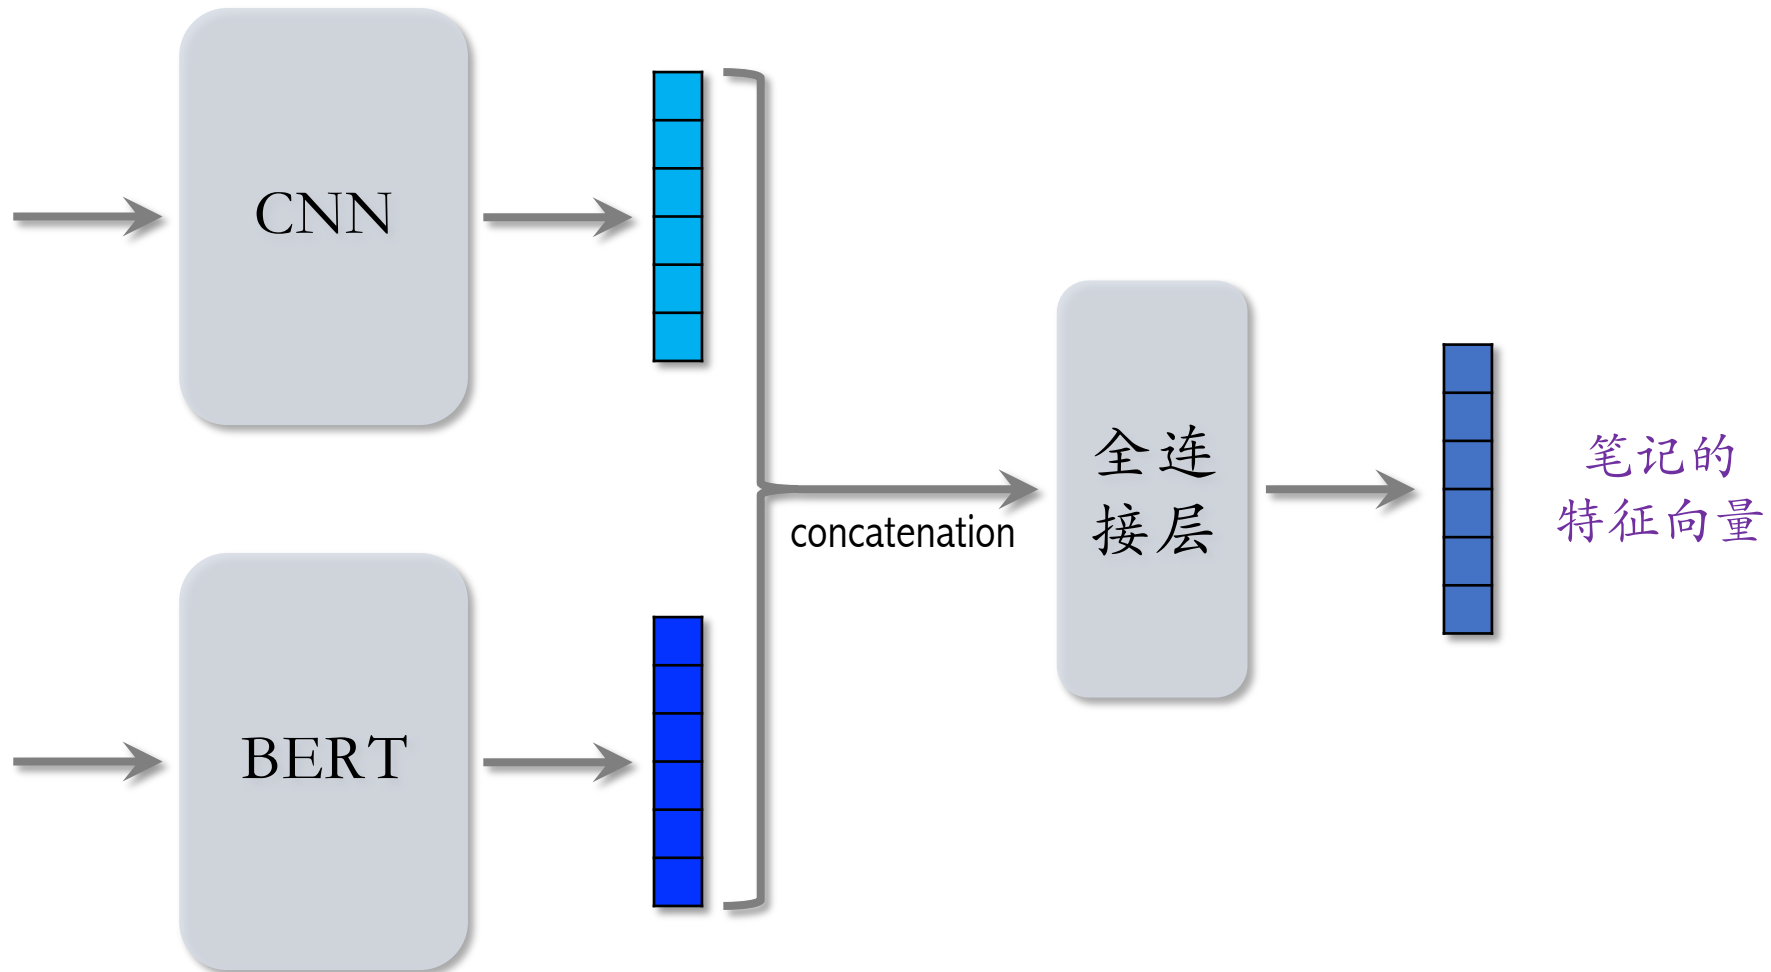 CNN
BERT
concatenation
全连
接层
笔记的
特征向量